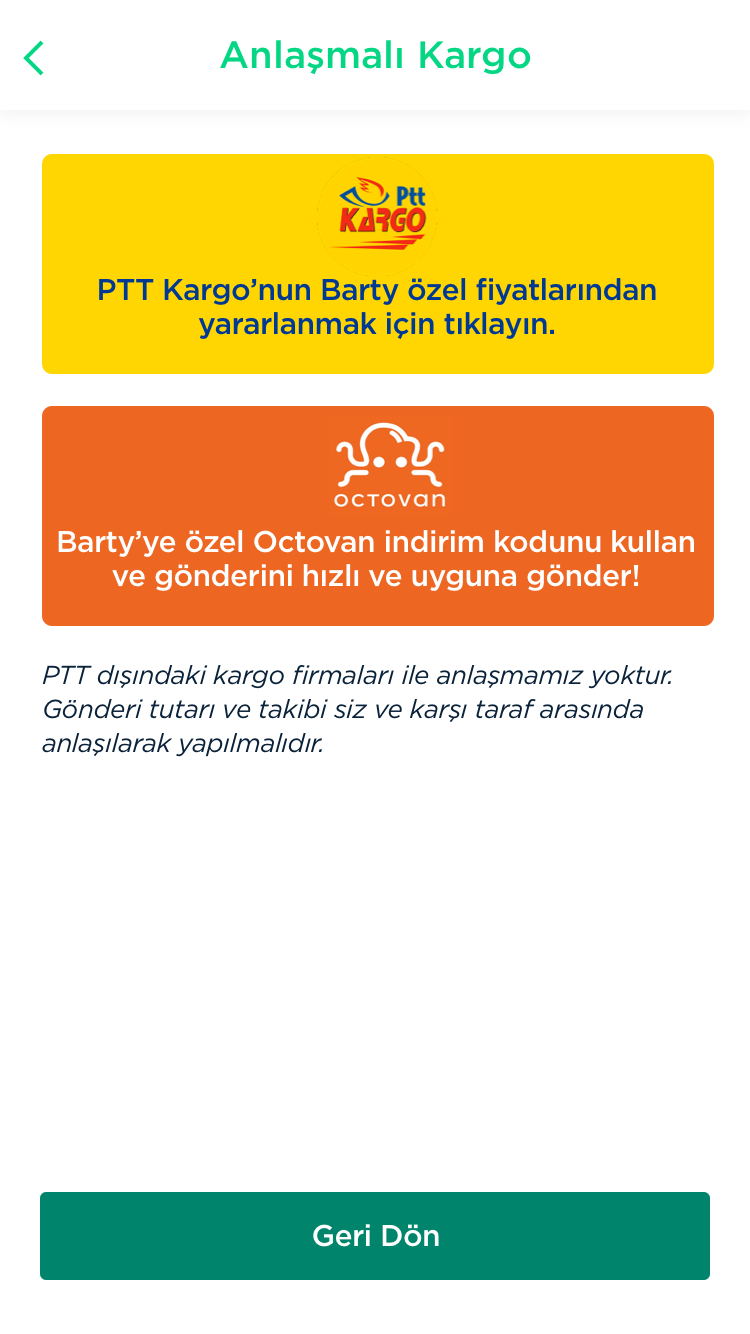 Anlaşmalı Kargo
Ptt
KARGO
PTT Kargo’nun Barty özel fiyatlarından
yararlanmak için tıklayın.
octovan
Barty’ye özel Octovan indirim kodunu kullan
ve gönderini hızlı ve uyguna gönder!
PTT dışındaki kargo firmaları ile anlaşmamız yoktur.
Gönderi tutarı ve takibi siz ve karşı taraf arasında
anlaşılarak yapılmalıdır.
Geri Dön